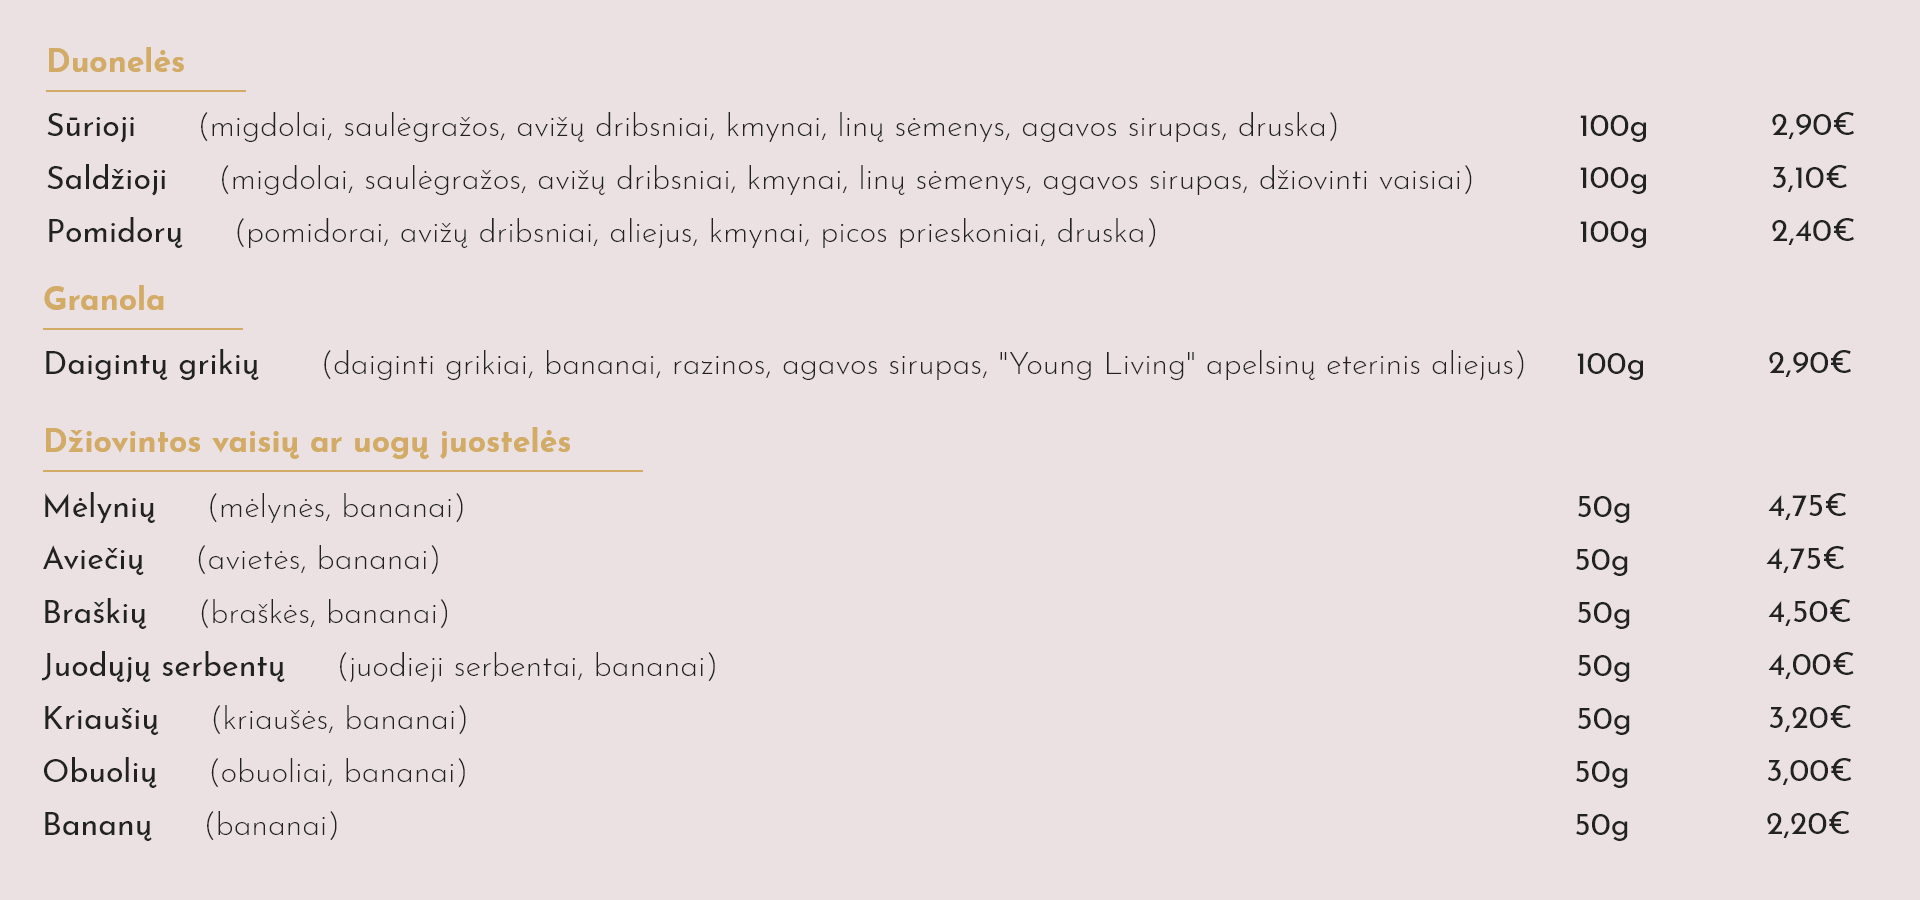 Duonelės
Sūrioji (migdolai, saulėgražos, avižų dribsniai, kmynai, linų sėmenys, agavos sirupas, druska) 100g 2,90€
Saldžioji (migdolai, saulėgražos, avižų dribsniai, kmynai, linų sėmenys, agavos sirupas, džiovinti vaisiai) 100g 3,10€
Pomidorų (pomidorai, avižų dribsniai, aliejus, kmynai, picos prieskoniai, druska) 100g 2,40€
Granola
Daigintų grikių (daiginti grikiai, bananai, razinos, agavos sirupas, "Young Living" apelsinų eterinis aliejus) 100g 2,90€
Džiovintos vaisių ar uogų juostelės
Mėlynių (mėlynės, bananai) 50g 4,75€
Aviečių (avietės, bananai) 50g 4,75€
Braškių (braškės, bananai) 50g 4,50€
Juodųjų serbentų (juodieji serbentai, bananai) 50g 4,00€
Kriaušių (kriaušės, bananai) 50g 3,20€
Obuolių (obuoliai, bananai) 50g 3,00€
Bananų (bananai) 50g 2,20€